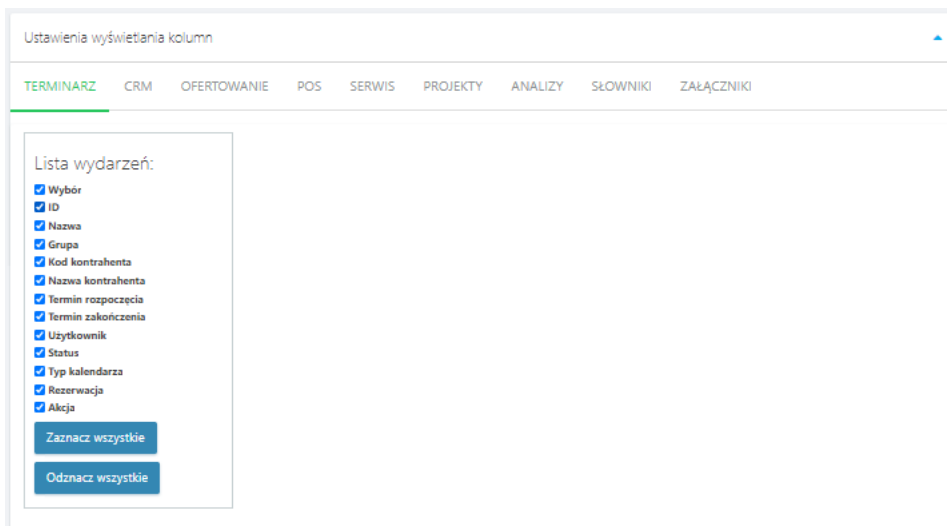 Ustawienia wyświetlania kolumn
TERMINARZ CRM OFERTOWANIE POS SERWIS PROJEKTY ANALIZY SŁOWNIKI ZAŁĄCZNIKI
Lista wydarzeń:
Wybór
ID
Nazwa
Grupa
Kod kontrahenta
Nazwa kontrahenta
Termin rozpoczęcia
Termin zakończenia
Użytkownik
Status
Typ kalendarza
Rezerwacja
Akcja
Zaznacz wszystkie
Odznacz wszystkie